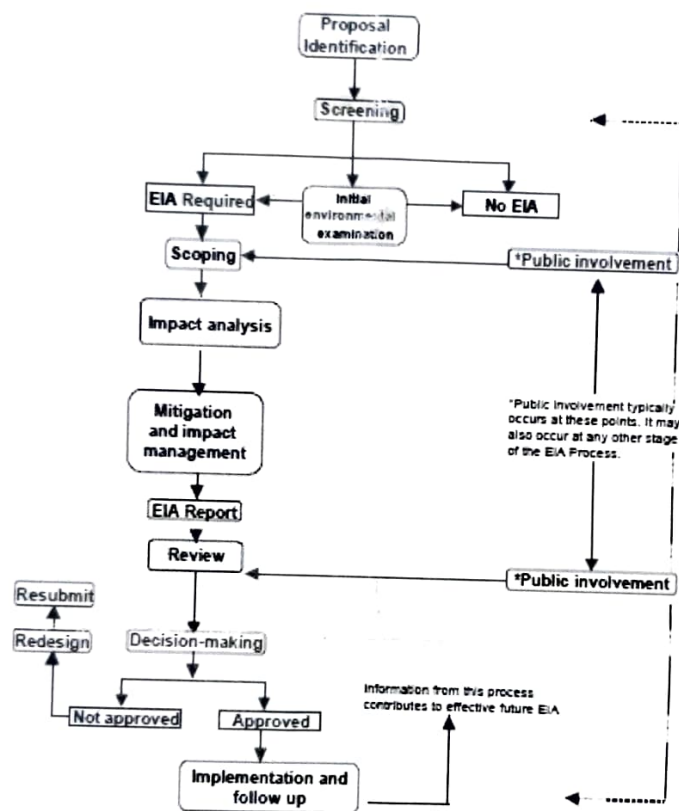 Proposal
Identification
Screening
EIA Required
Initial
environmental
examination
No EIA
Scoping
*Public involvement
Impact analysis
*Public Involvement typically
occurs at these points. It may
also occur at any other stage
of the EIA Process.
Mitigation
and impact
management
EIA Report
Review
*Public involvement
Resubmit
Redesign
Decision-making
Information from this process
contributes to effective future EIA
Not approved
Approved
Implementation and
follow up